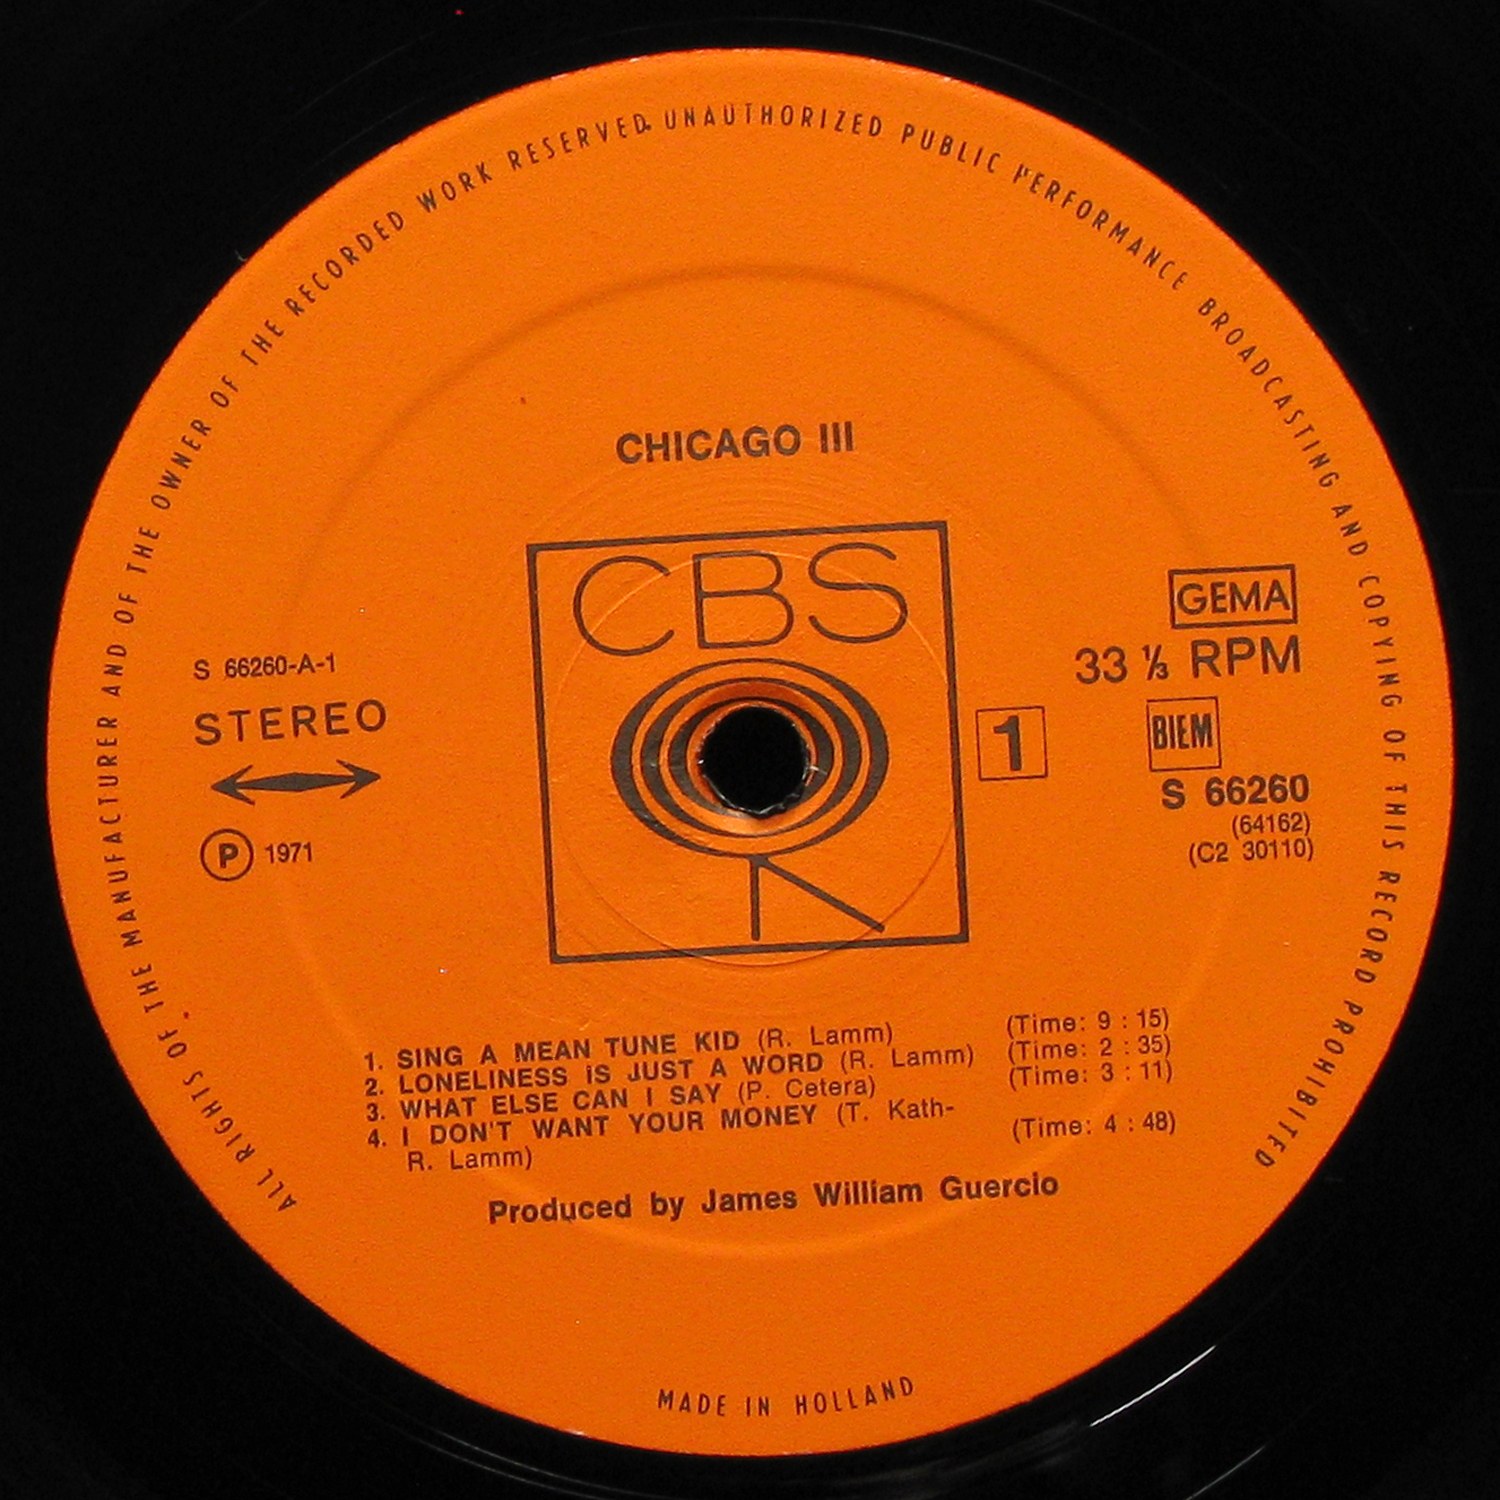 ALL RIGHTS OF THE MANUFACTURER AND OF THE OWNER OF THE RECORDED WORK RESERVED. UNAUTHORIZED PUBLIC PERFORMANCE BROADCASTING AND COPYING OF THIS RECORD PROHIBITED
CHICAGO III
CBS
GEMA
33 ⅓ RPM
S 66260-A-1
STEREO
1
BIEM
S 66260
(64162)
(C2 30110)
P 1971
1. SING A MEAN TUNE KID (R. Lamm) (Time: 9 : 15)
2. LONELINESS iS JUST A WORD (R. Lamm) (Time: 2 : 35)
3. WHAT ELSE CAN I SAY (P. Cetera) (Time: 3 : 11)
4. I DON'T WANT YOUR MONEY (T. Kath-
R. Lamm) (Time: 4 : 48)
Produced by James William Guercio
MADE IN HOLLAND